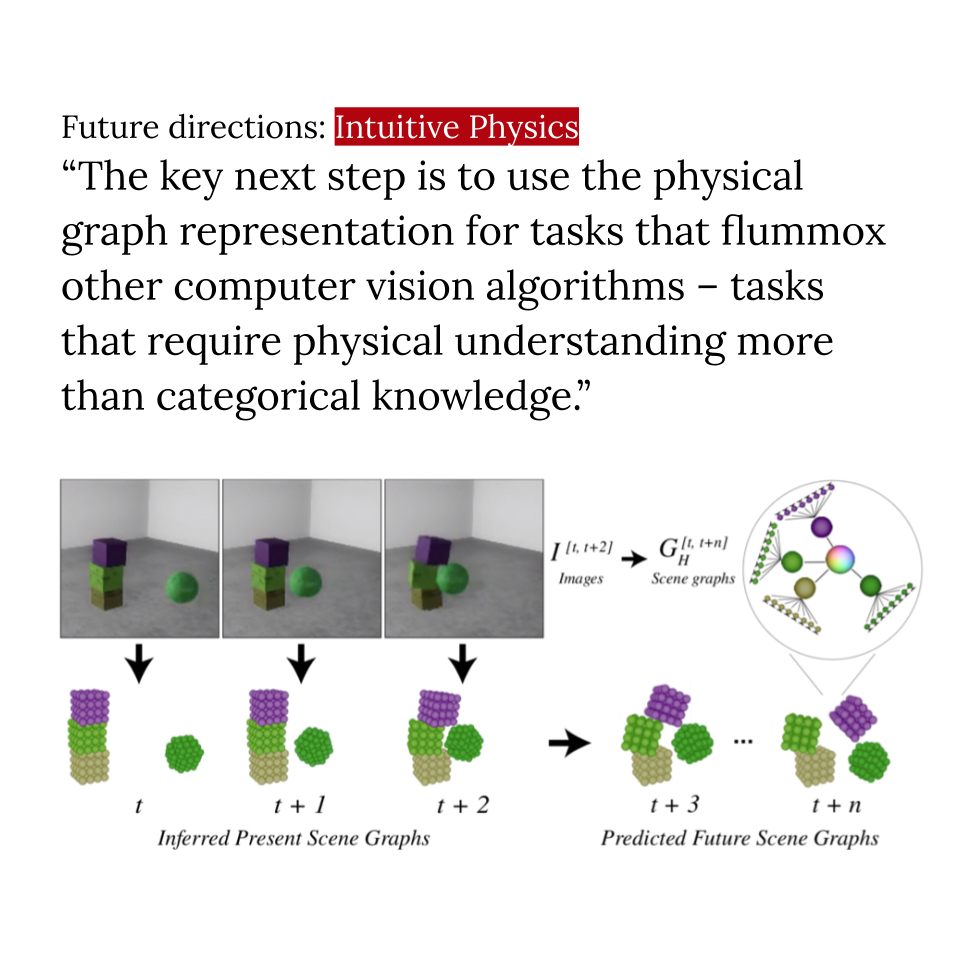 Future directions: Intuitive Physics
“The key next step is to use the physical
graph representation for tasks that flummox
other computer vision algorithms – tasks
that require physical understanding more
than categorical knowledge.”
I [t, t+2] → G_H [t, t+n]
Images Scene graphs
t t + 1 t + 2 ... t + 3 t + n
Inferred Present Scene Graphs Predicted Future Scene Graphs